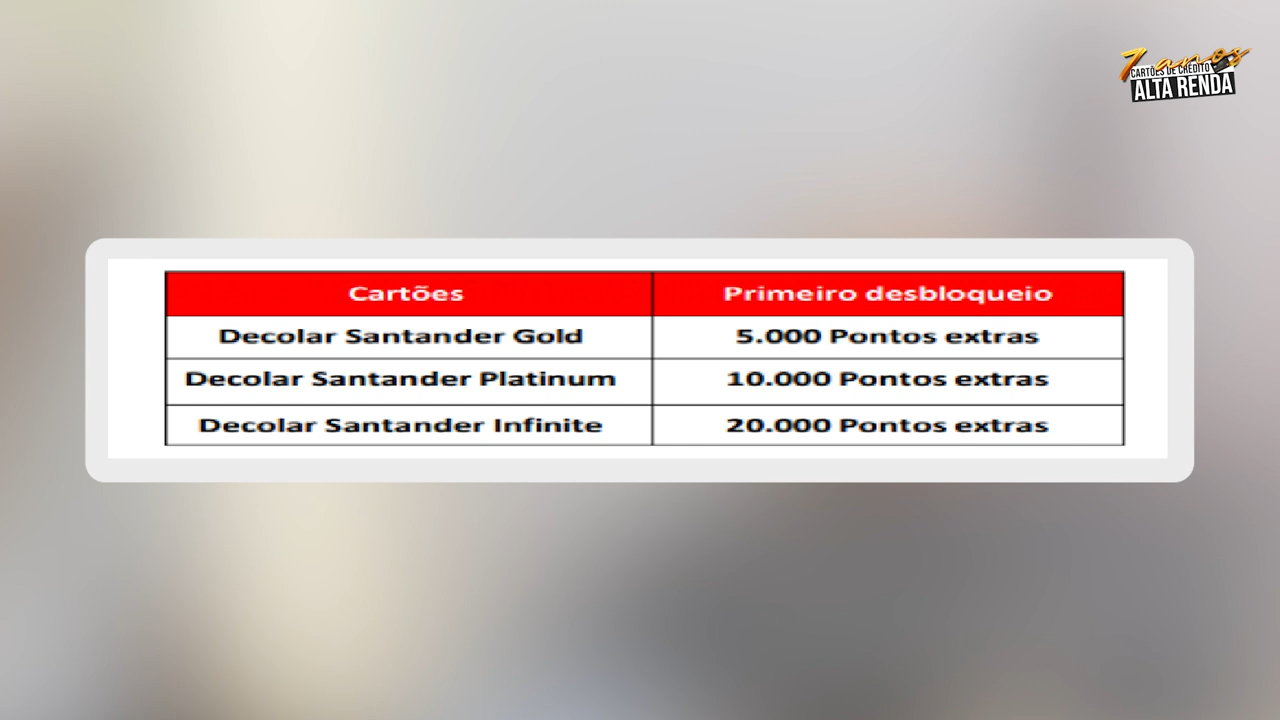 7 anos
CARTÕES DE CRÉDITO
ALTA RENDA
Cartões Primeiro desbloqueio
Decolar Santander Gold 5.000 Pontos extras
Decolar Santander Platinum 10.000 Pontos extras
Decolar Santander Infinite 20.000 Pontos extras